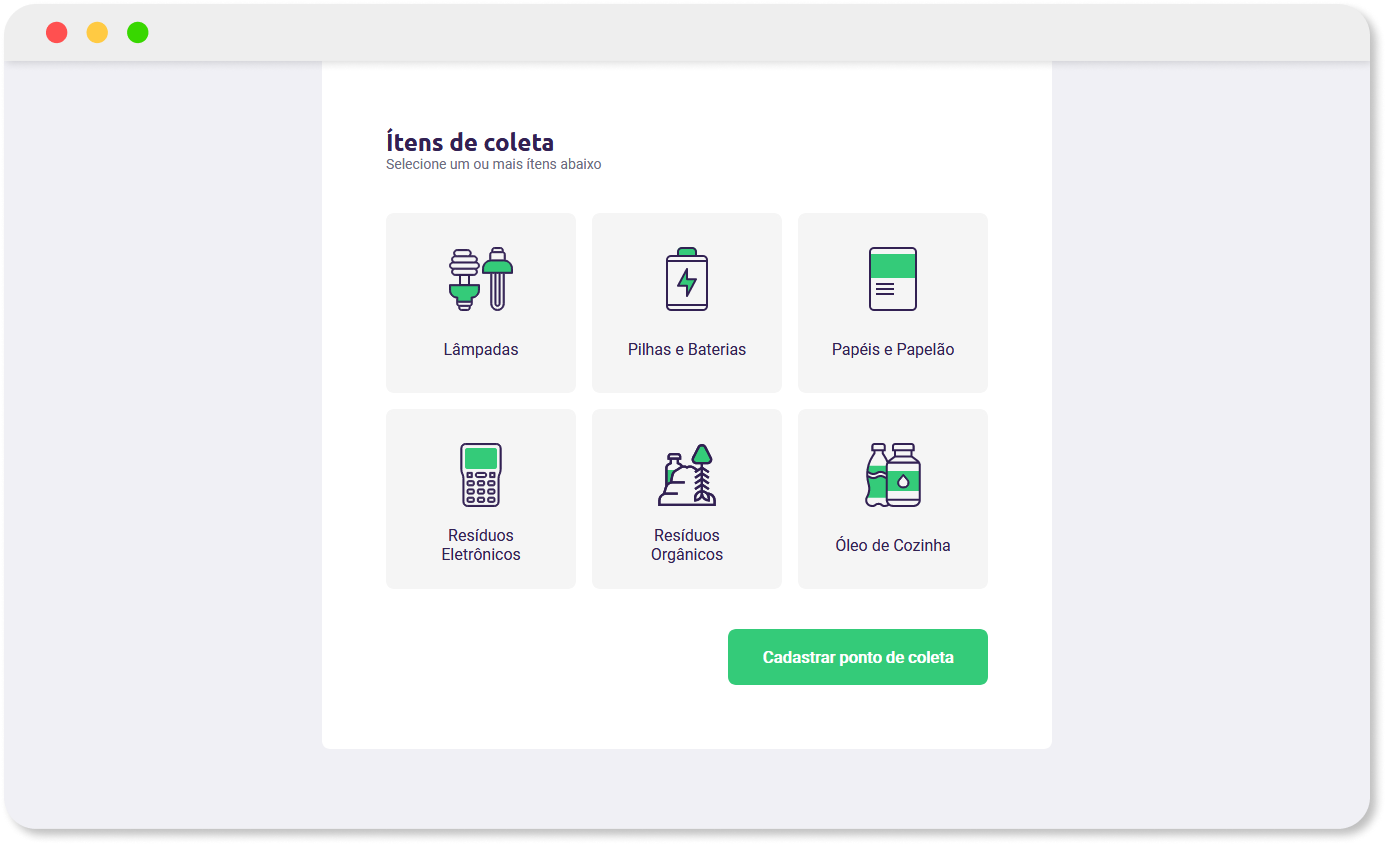 Ítens de coleta
Selecione um ou mais ítens abaixo
Lâmpadas
Pilhas e Baterias
Papéis e Papelão
Resíduos
Eletrônicos
Resíduos
Orgânicos
Óleo de Cozinha
Cadastrar ponto de coleta